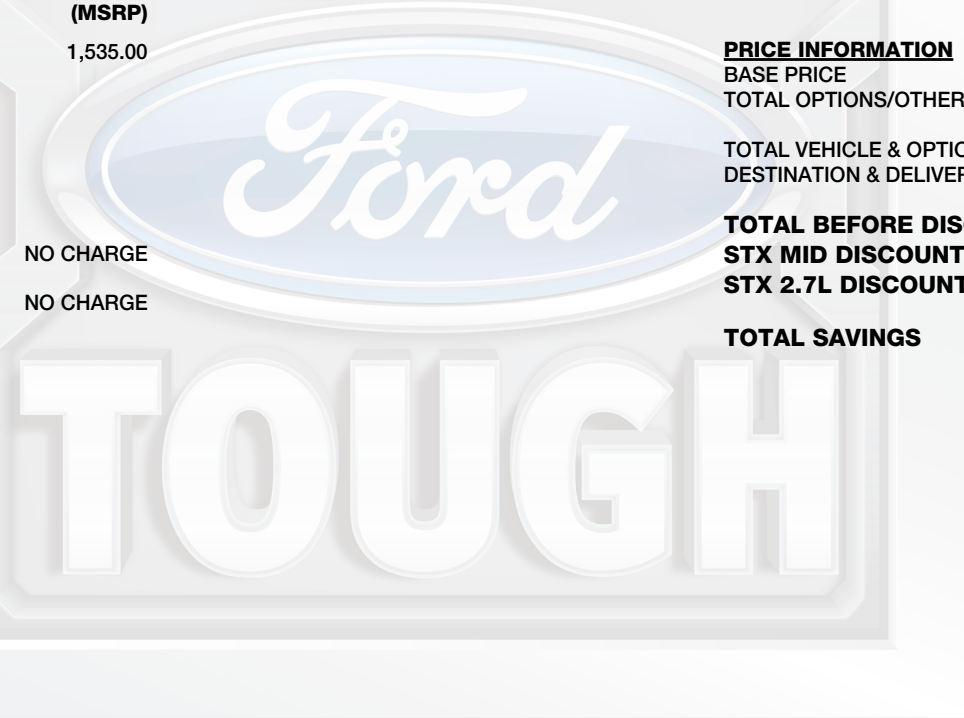 (MSRP)
1,535.00
NO CHARGE
NO CHARGE
PRICE INFORMATION
BASE PRICE
TOTAL OPTIONS/OTHER
TOTAL VEHICLE & OPTIO
DESTINATION & DELIVER
TOTAL BEFORE DIS
STX MID DISCOUNT
STX 2.7L DISCOUNT
TOTAL SAVINGS
Ford
TOUGH